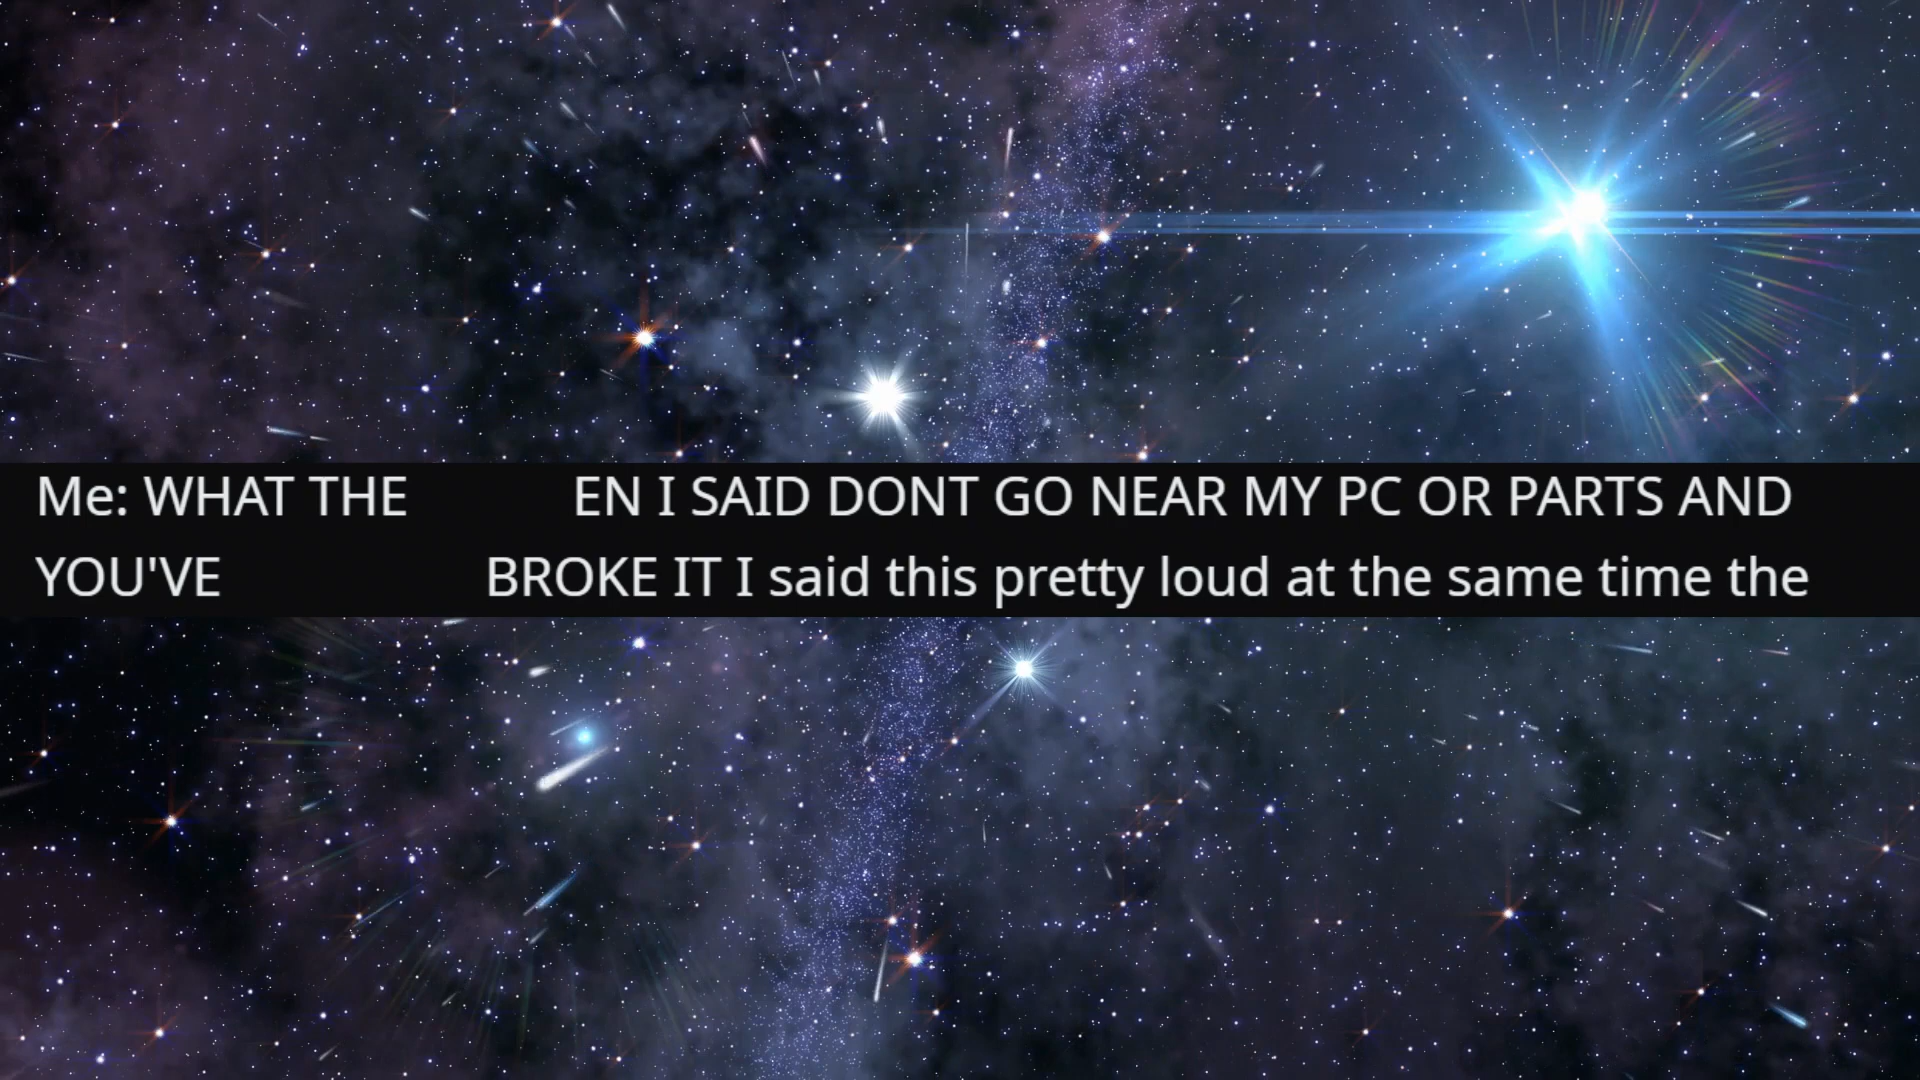 Me: WHAT THE EN I SAID DONT GO NEAR MY PC OR PARTS AND
YOU'VE BROKE IT I said this pretty loud at the same time the